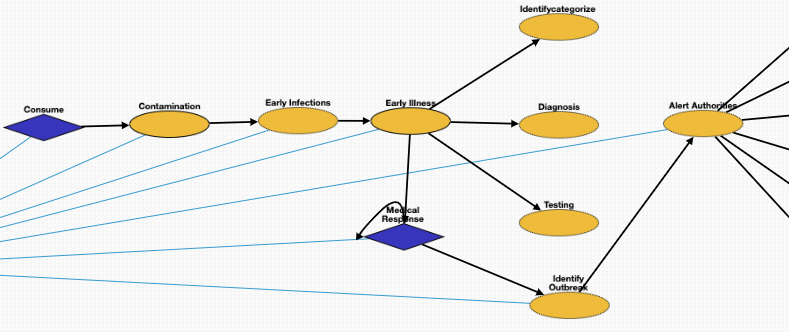 Identifycategorize
Consume
Contamination
Early Infections
Early Illness
Diagnosis
Alert Authorities
Medical
Response
Testing
Identify
Outbreak